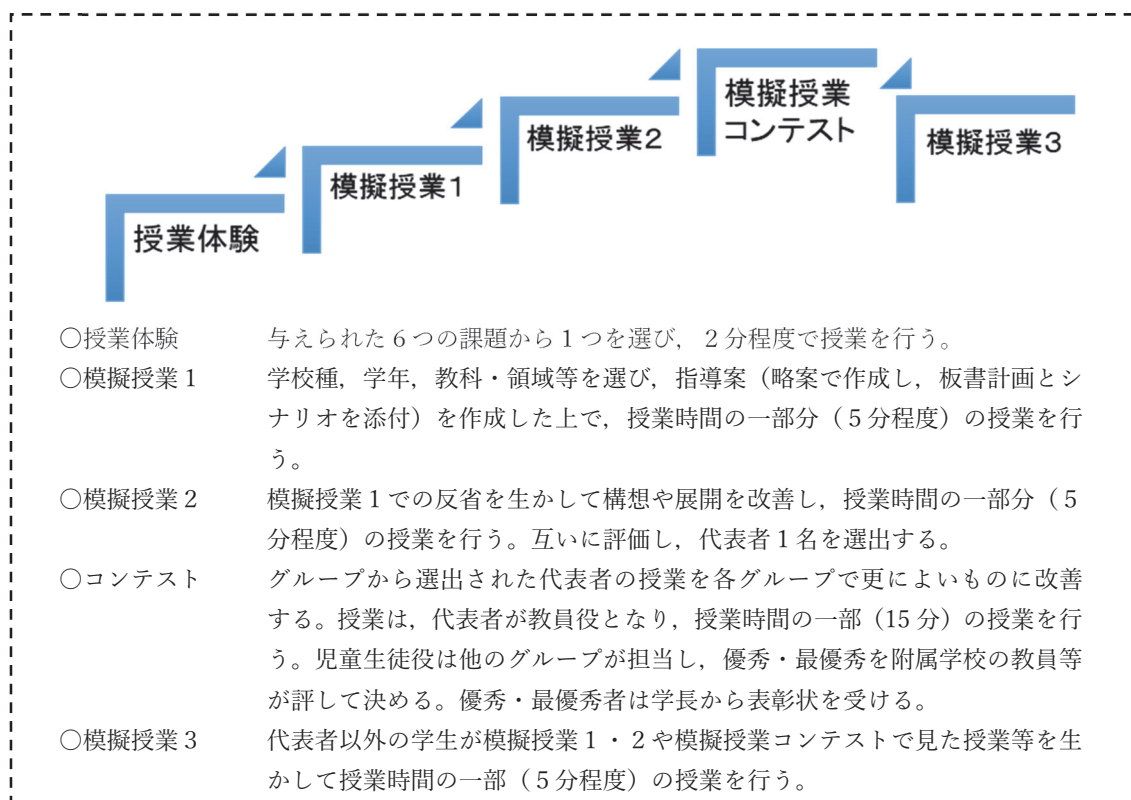 模擬授業
コンテスト
模擬授業2
模擬授業3
模擬授業1
授業体験
○授業体験 与えられた6つの課題から1つを選び，2分程度で授業を行う。
○模擬授業1 学校種，学年，教科・領域等を選び，指導案（略案で作成し，板書計画とシ
ナリオを添付）を作成した上で，授業時間の一部分（5分程度）の授業を行
う。
○模擬授業2 模擬授業1での反省を生かして構想や展開を改善し，授業時間の一部分（5
分程度）の授業を行う。互いに評価し，代表者1名を選出する。
○コンテスト グループから選出された代表者の授業を各グループで更によいものに改善
する。授業は，代表者が教員役となり，授業時間の一部（15分）の授業を行
う。児童生徒役は他のグループが担当し，優秀・最優秀を附属学校の教員等
が評して決める。優秀・最優秀者は学長から表彰状を受ける。
○模擬授業3 代表者以外の学生が模擬授業1・2や模擬授業コンテストで見た授業等を生
かして授業時間の一部（5分程度）の授業を行う。